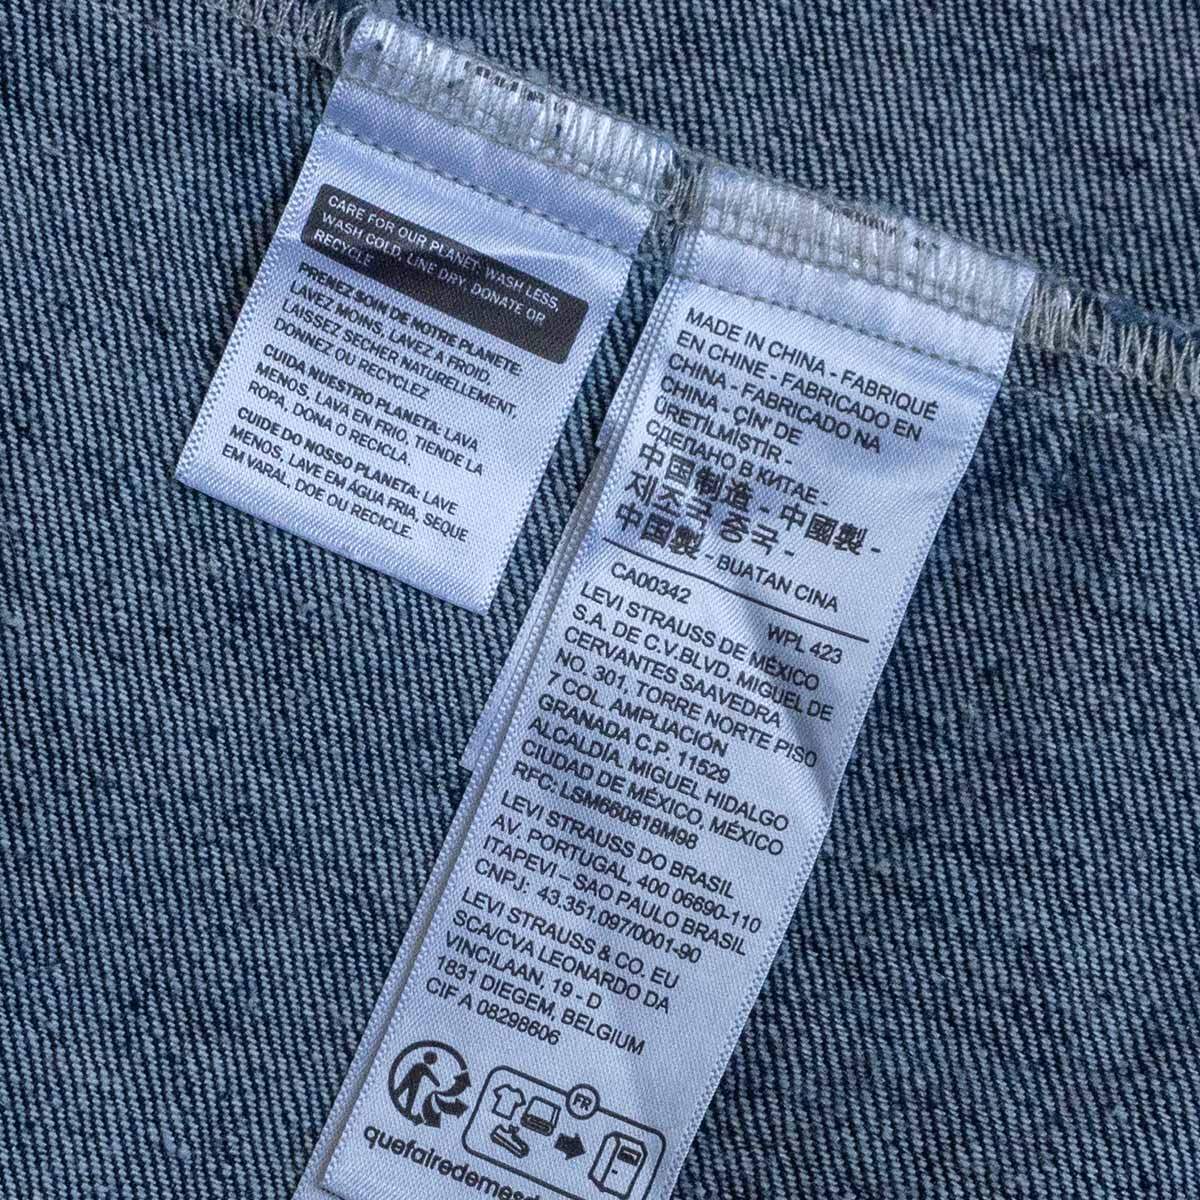 CARE FOR OUR PLANET. WASH LESS,
WASH COLD, LINE DRY, DONATE OR
RECYCLE
PRENEZ SOIN DE NOTRE PLANETE:
LAVEZ MOINS, LAVEZ A FROID,
LAISSEZ SECHER NATURELLEMENT,
DONNEZ OU RECYCLEZ
CUIDA NUESTRO PLANETA: LAVA
MENOS, LAVA EN FRIO, TIENDE LA
ROPA, DONA O RECICLA.
CUIDE DO NOSSO PLANETA: LAVE
MENOS, LAVE EM ÁGUA FRIA, SEQUE
EM VARAL, DOE OU RECICLE.
MADE IN CHINA - FABRIQUÉ
EN CHINE - FABRICADO EN
CHINA - FABRICADO NA
CHINA - ÇİN' DE
ÜRETİLMİŞTİR -
СДЕЛАНО В КИТАЕ -
中国制造 - 中國製 -
제조국 중국 -
中国製 - BUATAN CINA
CA00342
WPL 423
LEVI STRAUSS DE MÉXICO
S.A. DE C.V.BLVD. MIGUEL DE
CERVANTES SAAVEDRA
NO. 301, TORRE NORTE PISO
7 COL. AMPLIACIÓN
GRANADA C.P. 11529
ALCALDÍA, MIGUEL HIDALGO
CIUDAD DE MÉXICO, MÉXICO
RFC: LSM660818M98
LEVI STRAUSS DO BRASIL
AV. PORTUGAL, 400 06690-110
ITAPEVI – SAO PAULO BRASIL
CNPJ: 43.351.097/0001-90
LEVI STRAUSS & CO. EU
SCA/CVA LEONARDO DA
VINCILAAN, 19 - D
1831 DIEGEM, BELGIUM
CIF A 08298606
FR